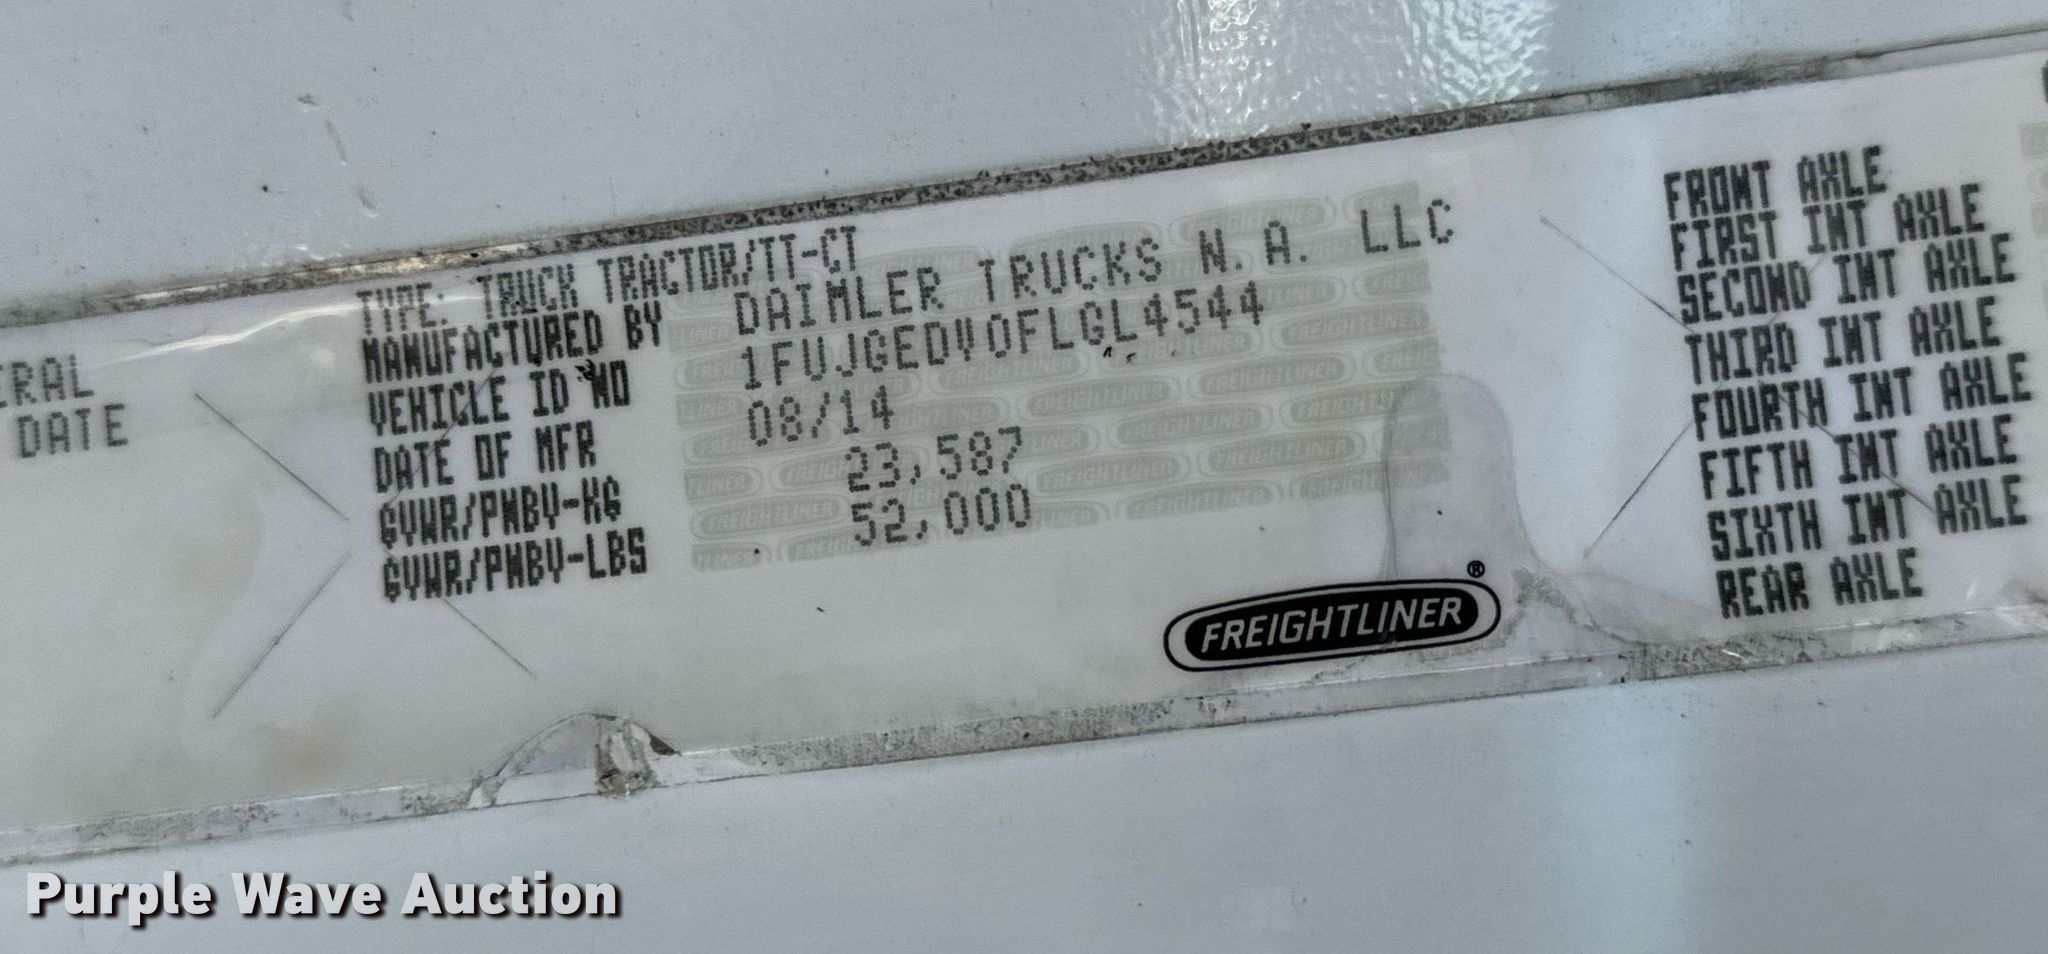 ERAL
DATE
TYPE: TRUCK TRACTOR/TT-CT
MANUFACTURED BY DAIMLER TRUCKS N.A. LLC
VEHICLE ID NO 1FUJGEDV0FLGL4544
DATE OF MFR 08/14
GVWR/PNBV-KG 23,587
GVWR/PNBV-LBS 52,000
FREIGHTLINER®
FRONT AXLE
FIRST INT AXLE
SECOND INT AXLE
THIRD INT AXLE
FOURTH INT AXLE
FIFTH INT AXLE
SIXTH INT AXLE
REAR AXLE
Purple Wave Auction